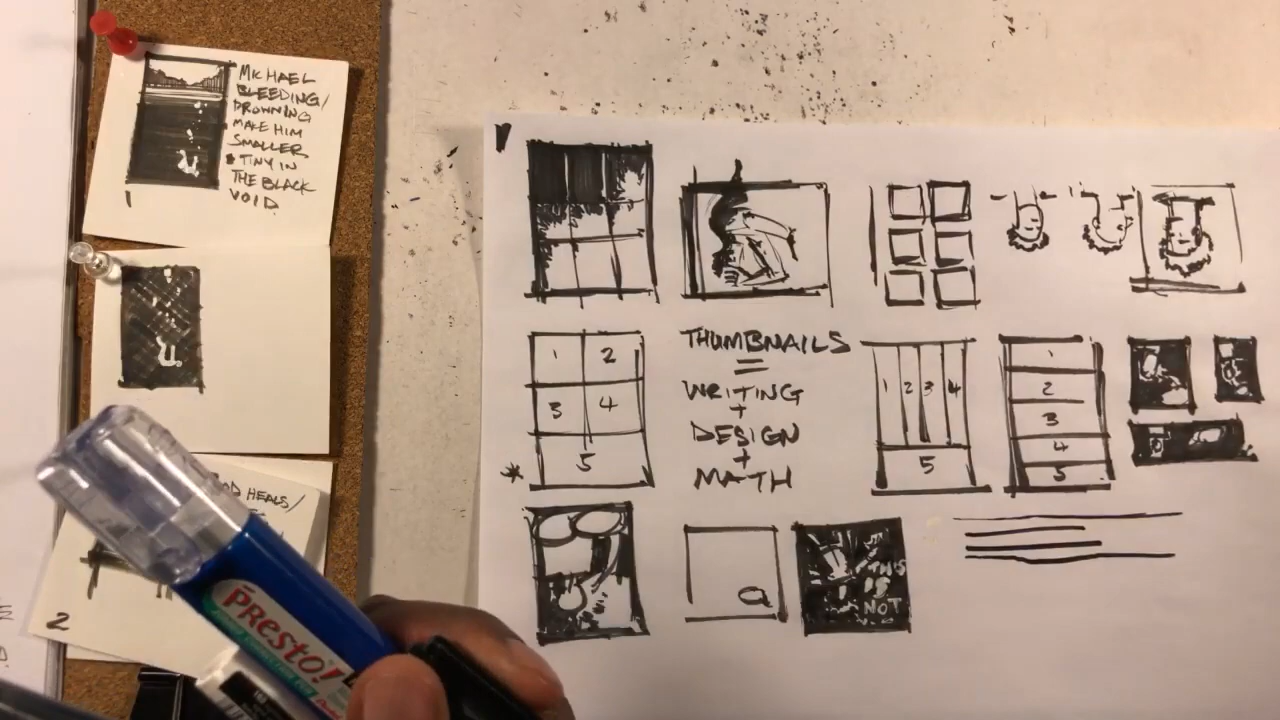 MICHAEL
BLEEDING/
DROWNING
MAKE HIM
SMALLER
TINY IN
THE BLACK
VOID.
1
HEALS/
2
Presto!
1 2
3 4
5
THUMBNAILS
=
WRITING
+
DESIGN
+
MATH
*
1 2 3 4
5
1
2
3
4
5
a
THIS
IS
NOT